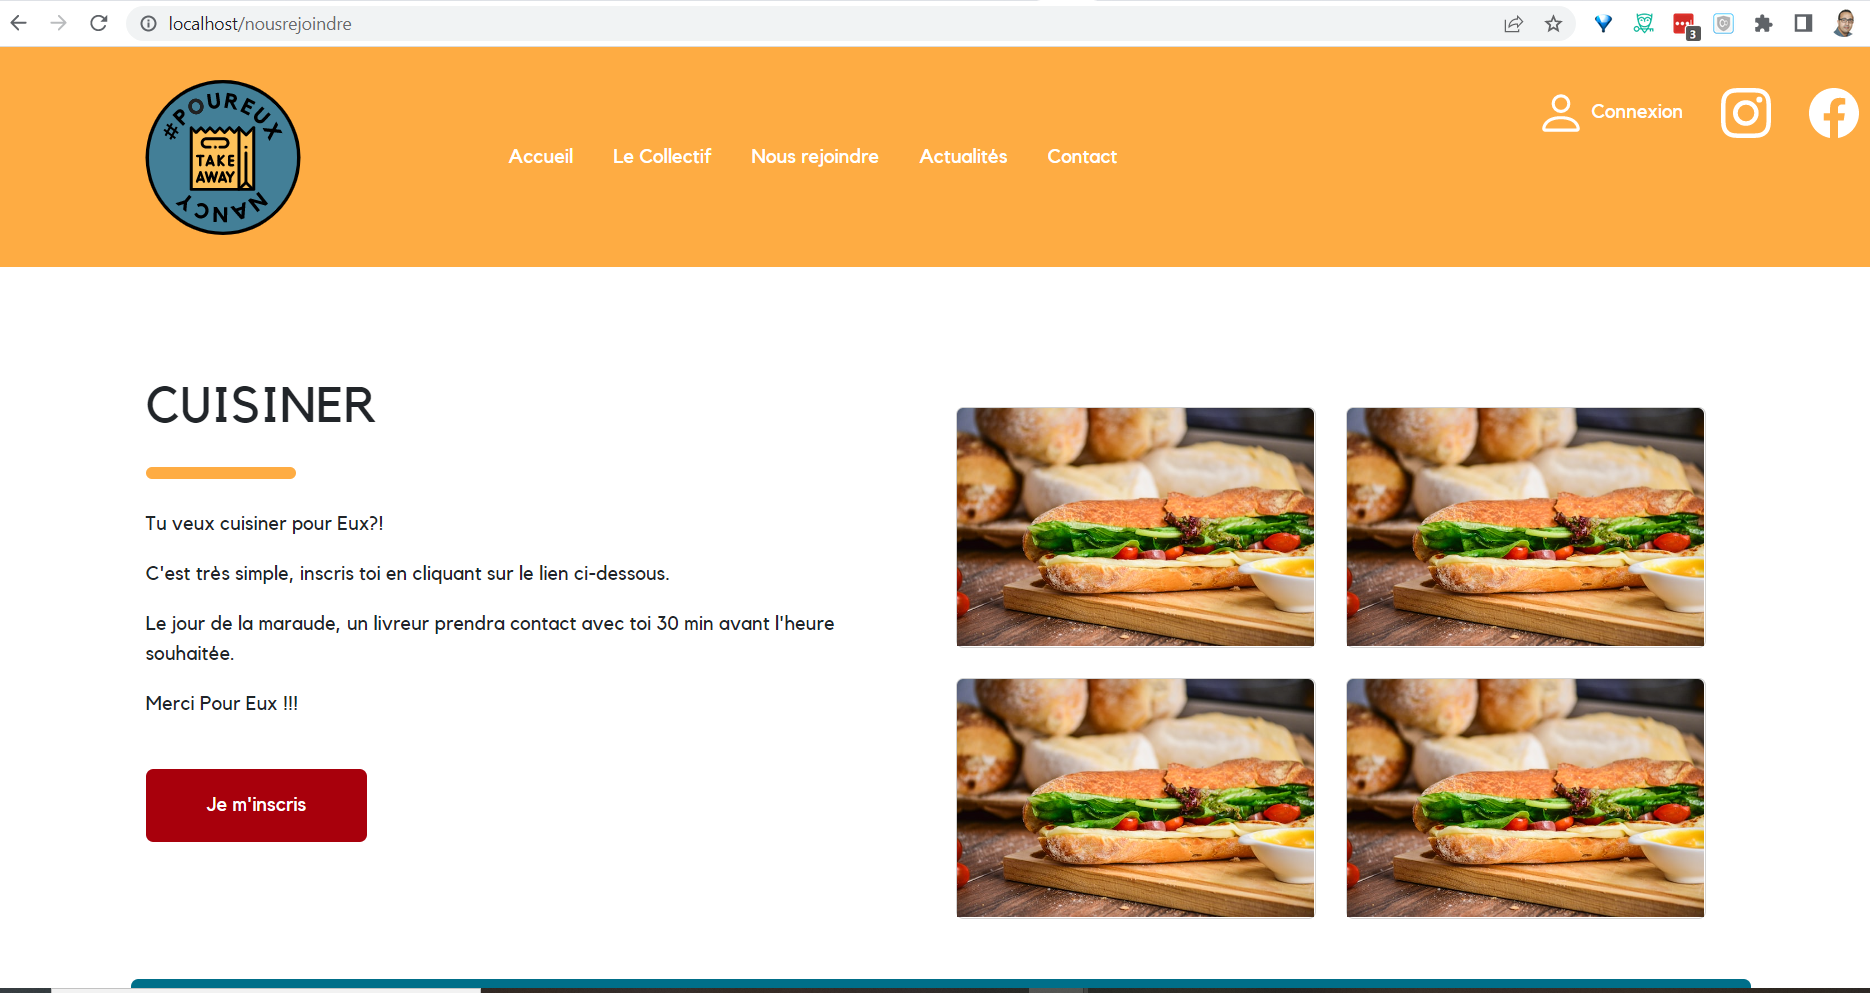 localhost/nousrejoindre
3
#POUREUX
TAKE
AWAY
NANCY
Accueil
Le Collectif
Nous rejoindre
Actualités
Contact
Connexion
CUISINER
Tu veux cuisiner pour Eux?!
C'est très simple, inscris toi en cliquant sur le lien ci-dessous.
Le jour de la maraude, un livreur prendra contact avec toi 30 min avant l'heure
souhaitée.
Merci Pour Eux !!!
Je m'inscris